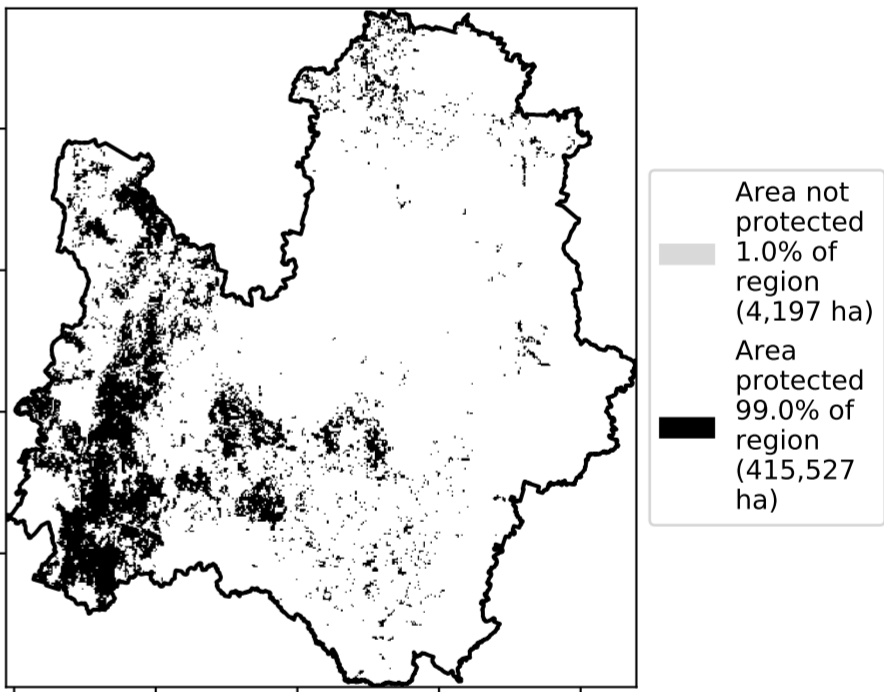 Area not
protected
1.0% of
region
(4,197 ha)
Area
protected
99.0% of
region
(415,527
ha)